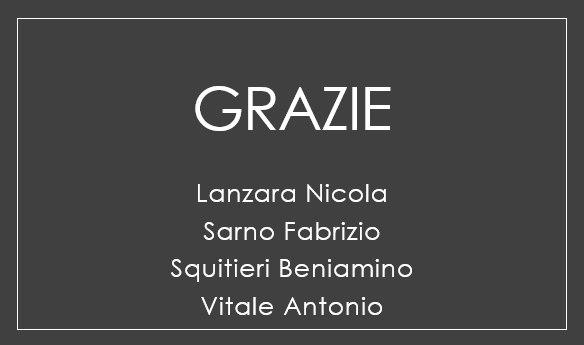 GRAZIE
Lanzara Nicola
Sarno Fabrizio
Squitieri Beniamino
Vitale Antonio